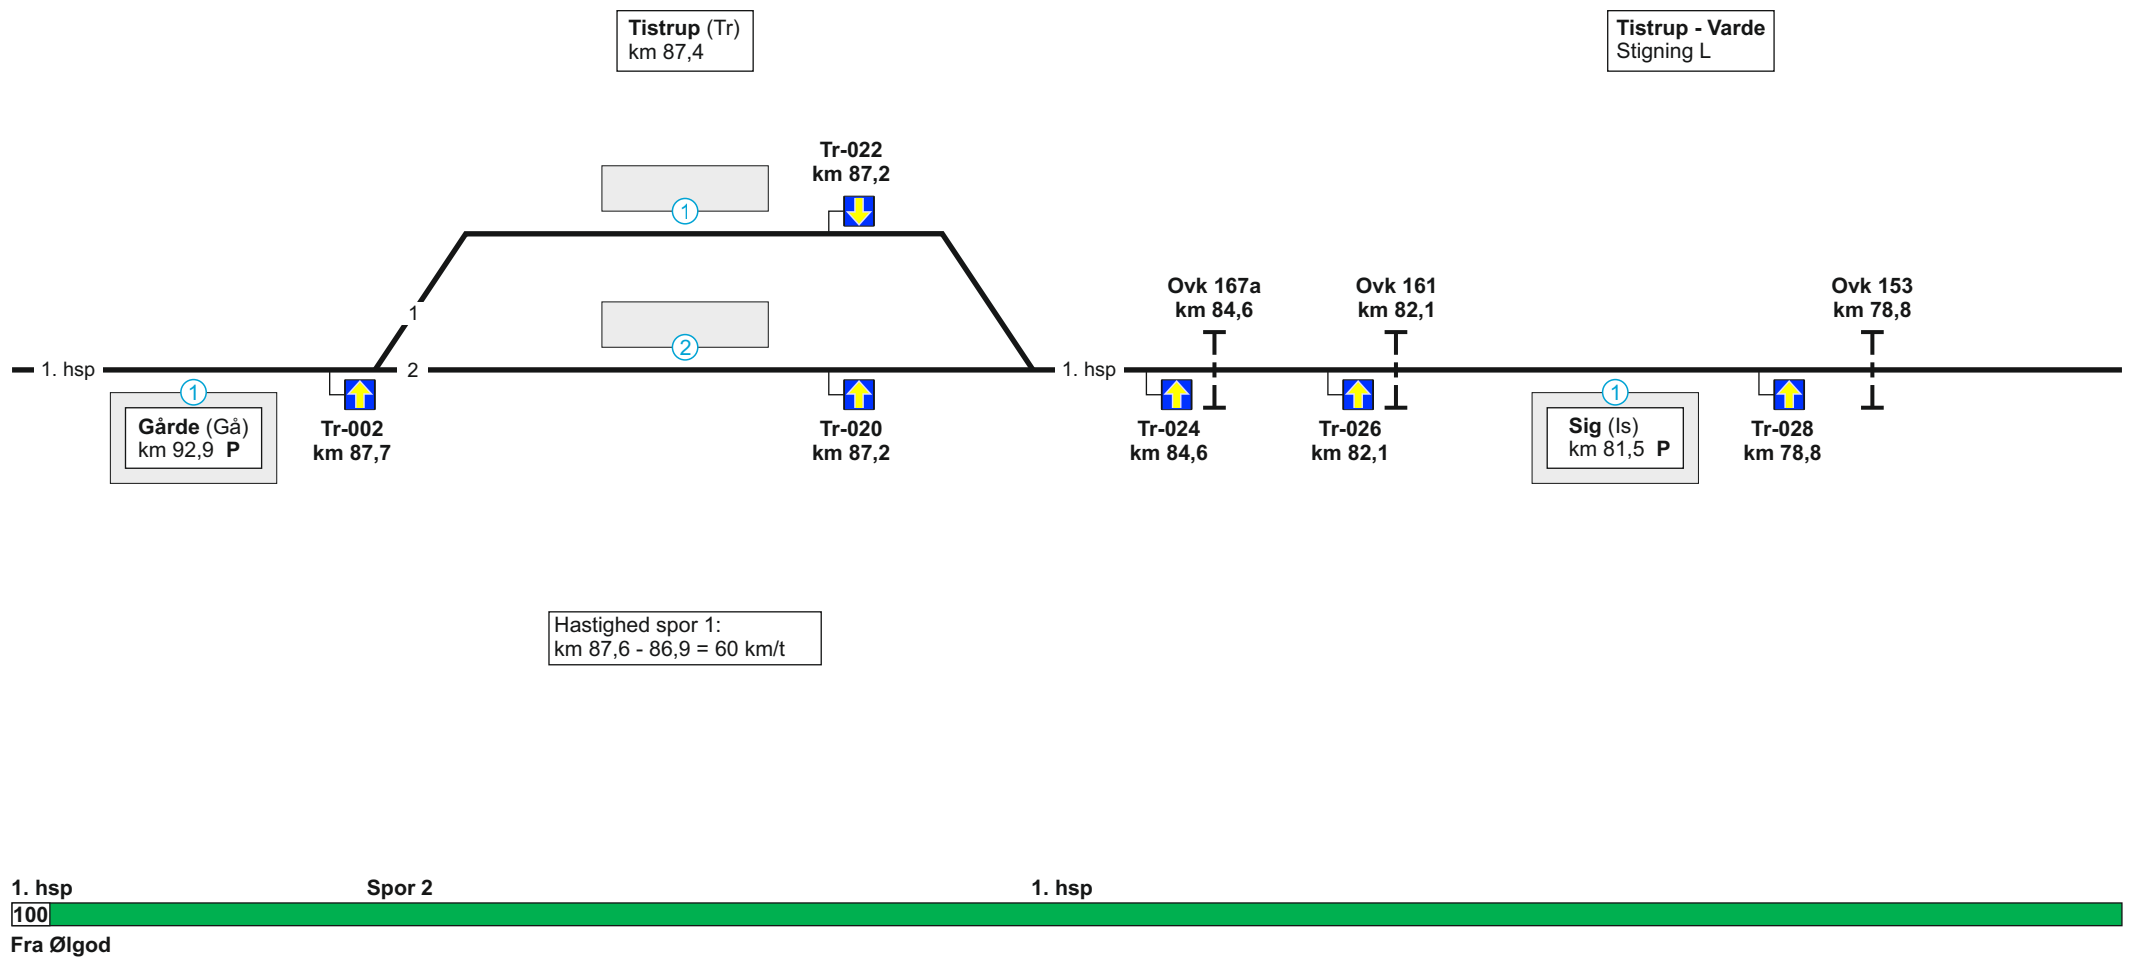 Tistrup (Tr)
km 87,4
Tistrup - Varde
Stigning L
Tr-022
km 87,2
1
1
2
Ovk 167a
km 84,6
Ovk 161
km 82,1
Ovk 153
km 78,8
1. hsp
2
1. hsp
1
Gårde (Gå)
km 92,9 P
Tr-002
km 87,7
Tr-020
km 87,2
Tr-024
km 84,6
Tr-026
km 82,1
1
Sig (Is)
km 81,5 P
Tr-028
km 78,8
Hastighed spor 1:
km 87,6 - 86,9 = 60 km/t
1. hsp
Spor 2
1. hsp
100
Fra Ølgod